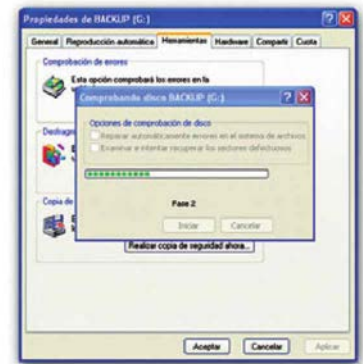 Propiedades de BACKUP (G:)
General
Reproducción automática
Herramientas
Hardware
Compartir
Cuota
Comprobación de errores
Esta opción comprobará los errores en la
Comprobando disco BACKUP (G:)
Opciones de comprobación de disco
Reparar automáticamente errores en el sistema de archivos
Examinar e intentar recuperar los sectores defectuosos
Desfragm
Fase 2
Iniciar
Cancelar
Copia de
Realizar copia de seguridad ahora...
Aceptar
Cancelar
Aplicar